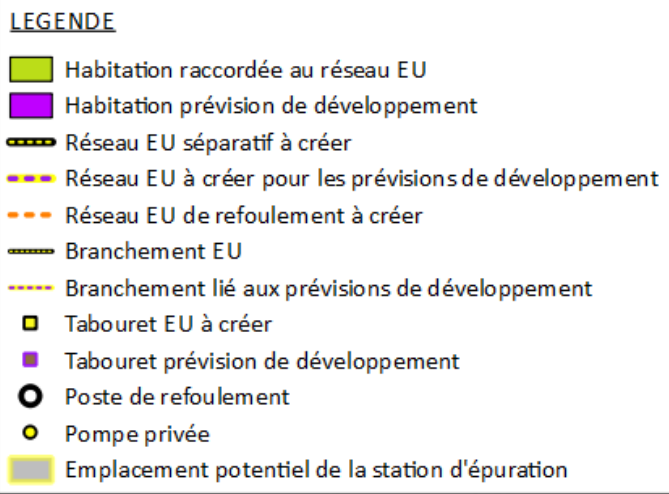 LEGENDE
Habitation raccordée au réseau EU
Habitation prévision de développement
Réseau EU séparatif à créer
Réseau EU à créer pour les prévisions de développement
Réseau EU de refoulement à créer
Branchement EU
Branchement lié aux prévisions de développement
Tabouret EU à créer
Tabouret prévision de développement
Poste de refoulement
Pompe privée
Emplacement potentiel de la station d'épuration